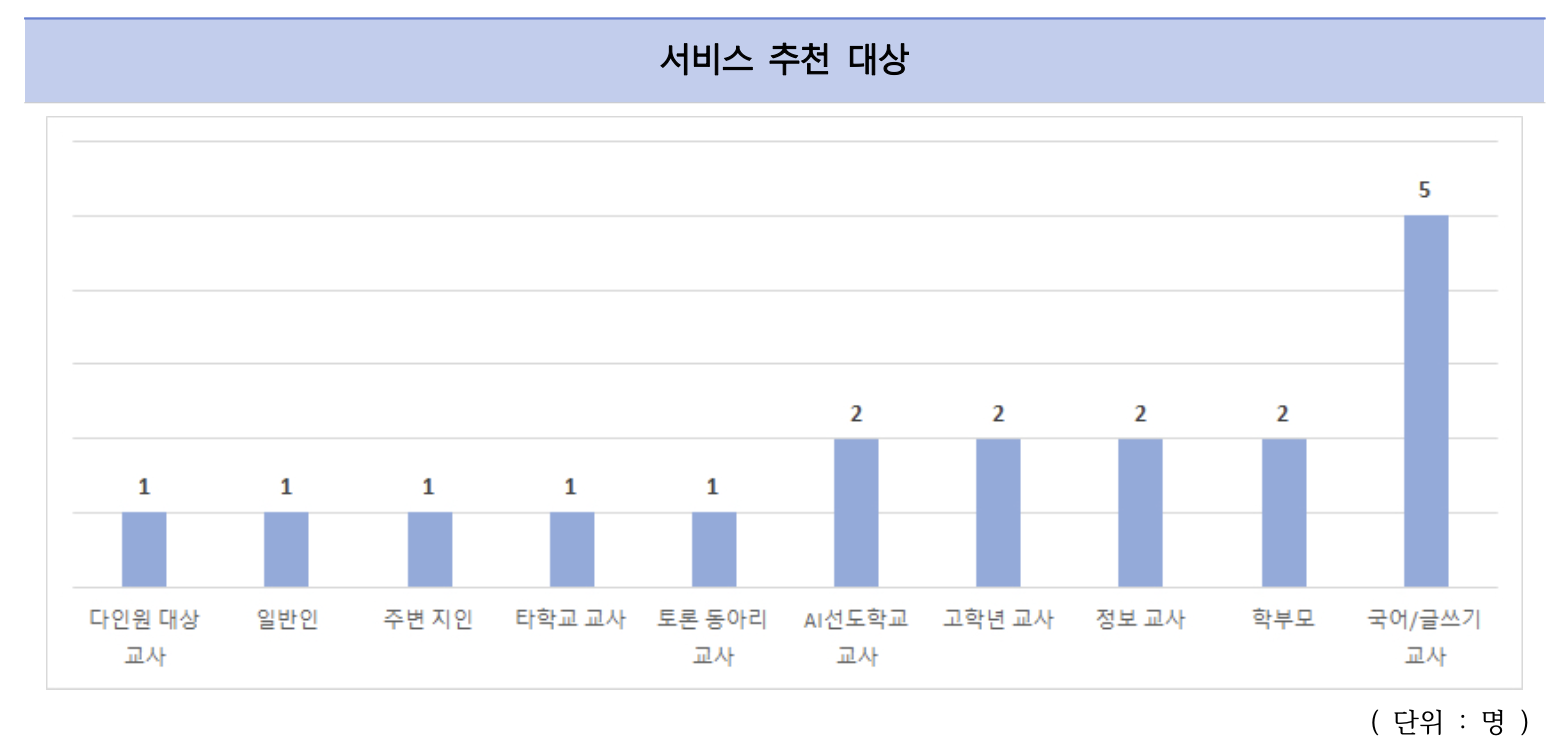 서비스 추천 대상
5
2 2 2 2
1 1 1 1 1
다인원 대상 일반인 주변 지인 타학교 교사 토론 동아리 AI선도학교 고학년 교사 정보 교사 학부모 국어/글쓰기
교사 교사 교사 교사
( 단위 : 명 )